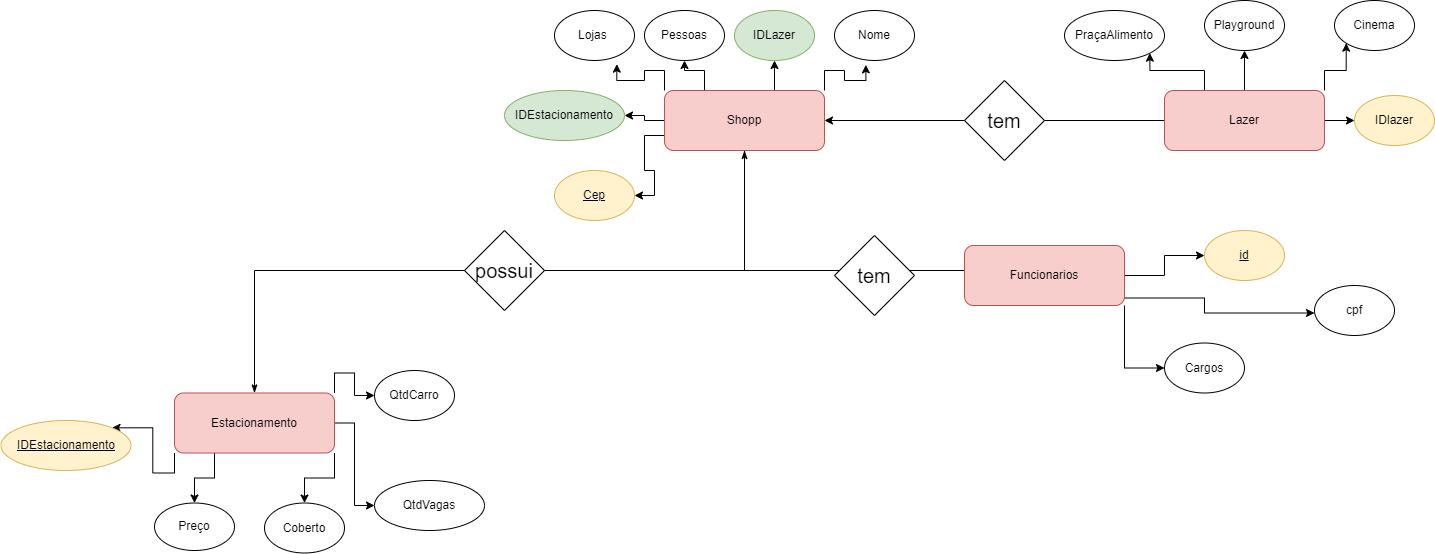 Lojas
Pessoas
IDLazer
Nome
PraçaAlimento
Playground
Cinema
IDEstacionamento
Shopp
tem
Lazer
IDlazer
Cep
possui
tem
Funcionarios
id
cpf
Cargos
QtdCarro
Estacionamento
IDEstacionamento
QtdVagas
Preço
Coberto